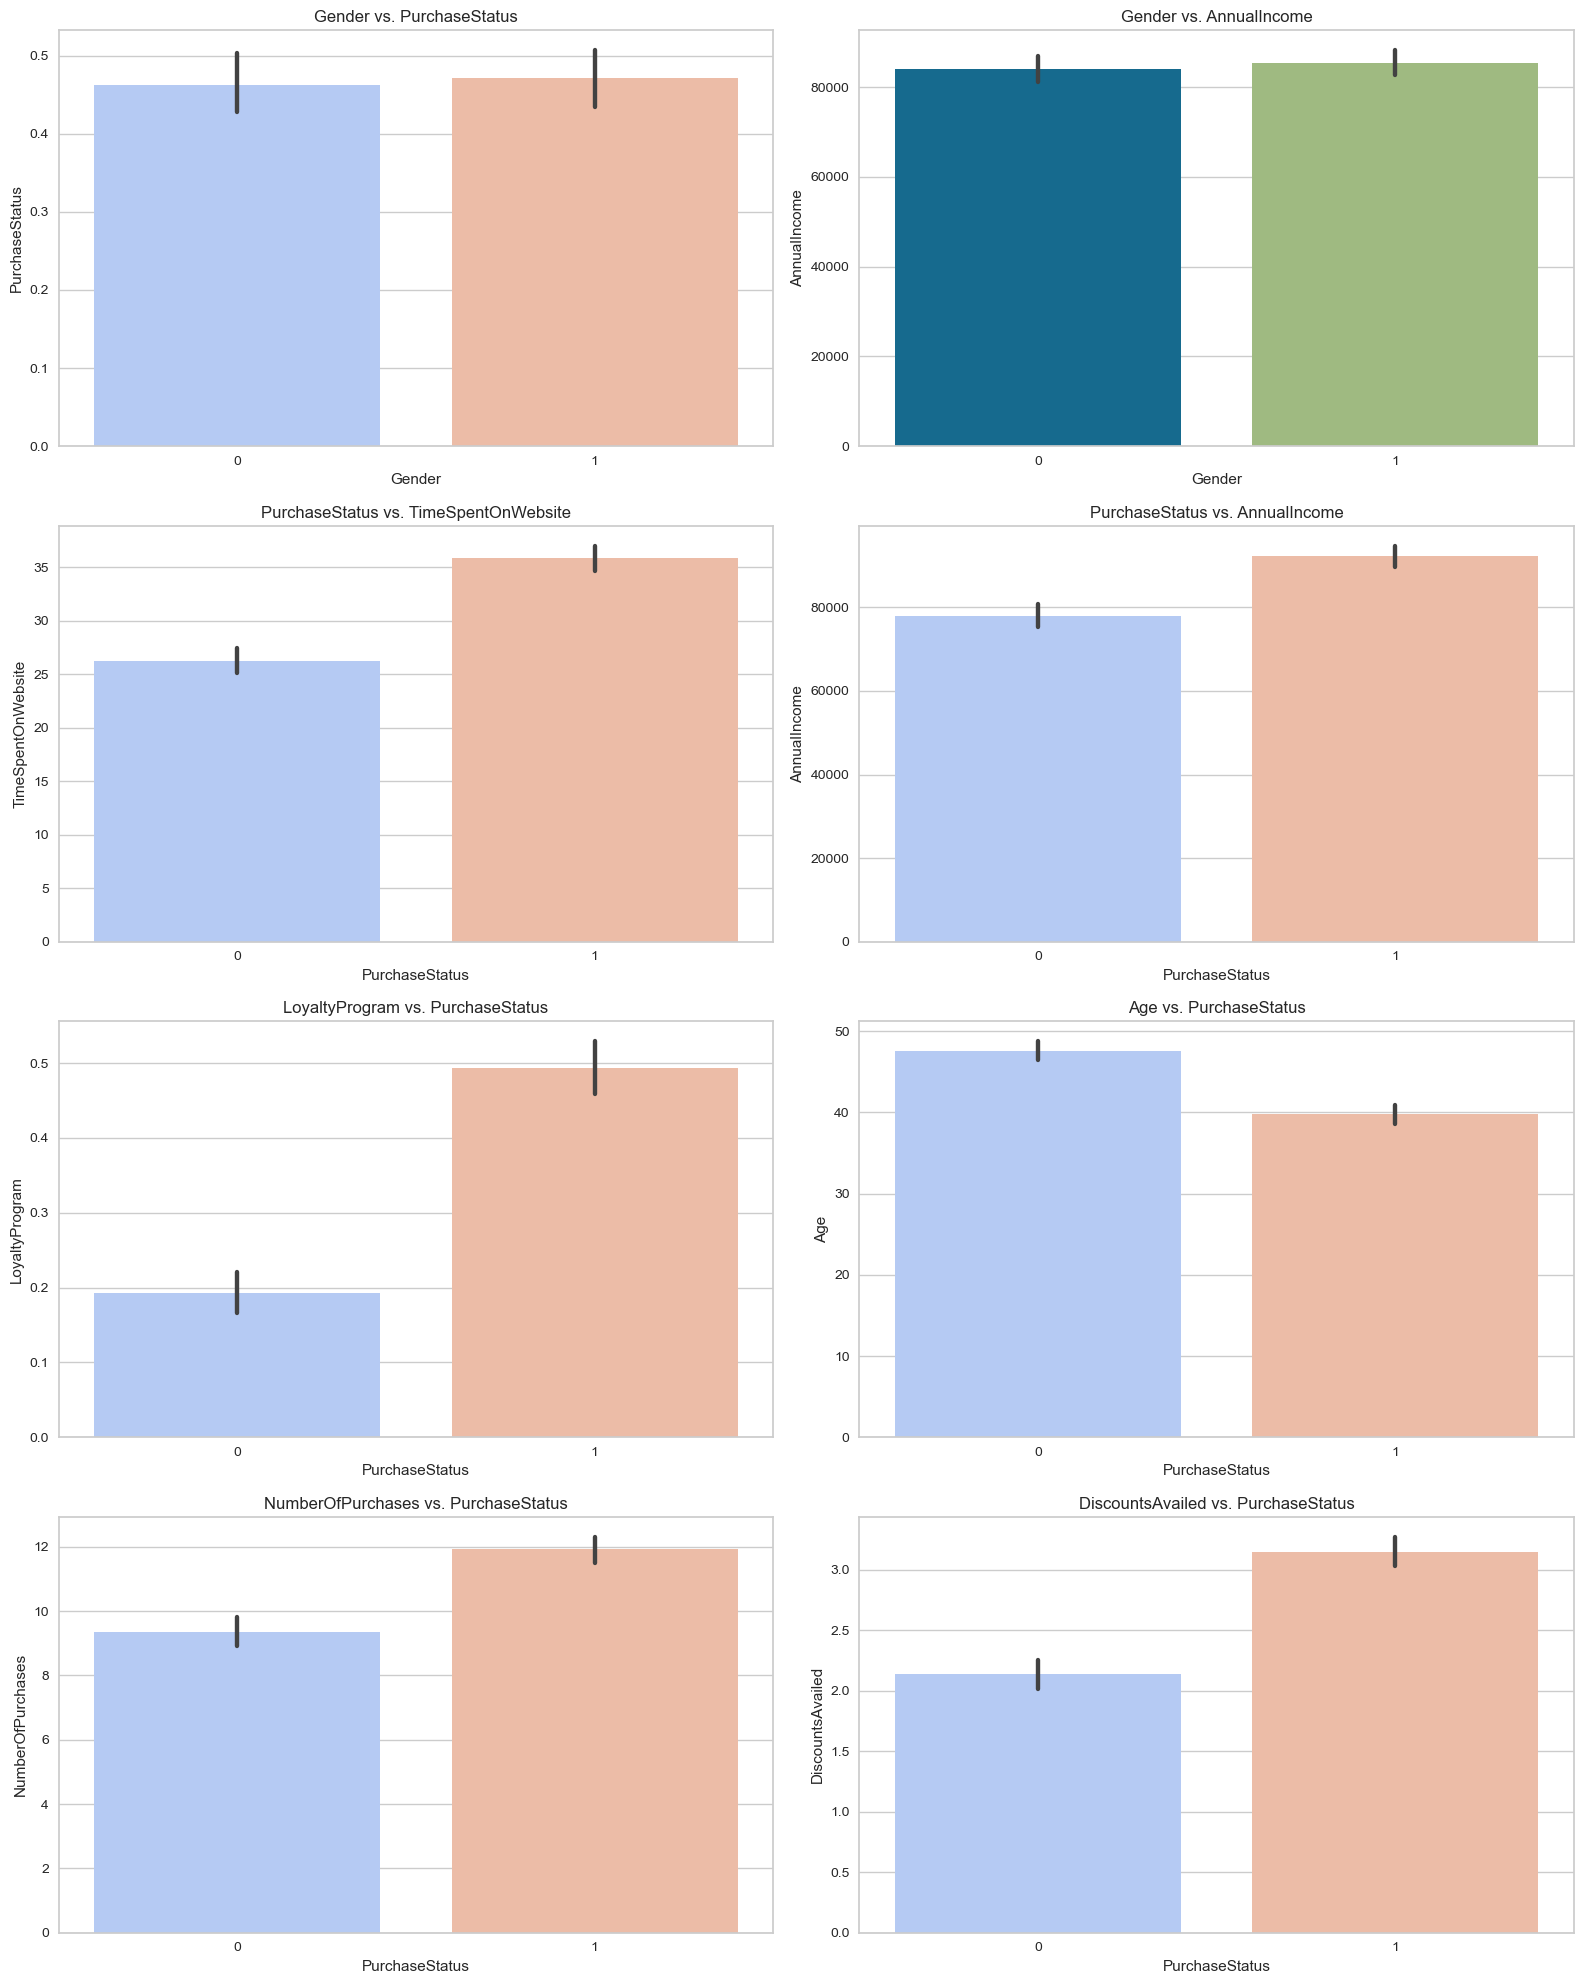 Gender vs. PurchaseStatus
PurchaseStatus
0.5
0.4
0.3
0.2
0.1
0.0
0 1
Gender
Gender vs. AnnualIncome
AnnualIncome
80000
60000
40000
20000
0
0 1
Gender
PurchaseStatus vs. TimeSpentOnWebsite
TimeSpentOnWebsite
35
30
25
20
15
10
5
0
0 1
PurchaseStatus
PurchaseStatus vs. AnnualIncome
AnnualIncome
80000
60000
40000
20000
0
0 1
PurchaseStatus
LoyaltyProgram vs. PurchaseStatus
LoyaltyProgram
0.5
0.4
0.3
0.2
0.1
0.0
0 1
PurchaseStatus
Age vs. PurchaseStatus
Age
50
40
30
20
10
0
0 1
PurchaseStatus
NumberOfPurchases vs. PurchaseStatus
NumberOfPurchases
12
10
8
6
4
2
0
0 1
PurchaseStatus
DiscountsAvailed vs. PurchaseStatus
DiscountsAvailed
3.0
2.5
2.0
1.5
1.0
0.5
0.0
0 1
PurchaseStatus